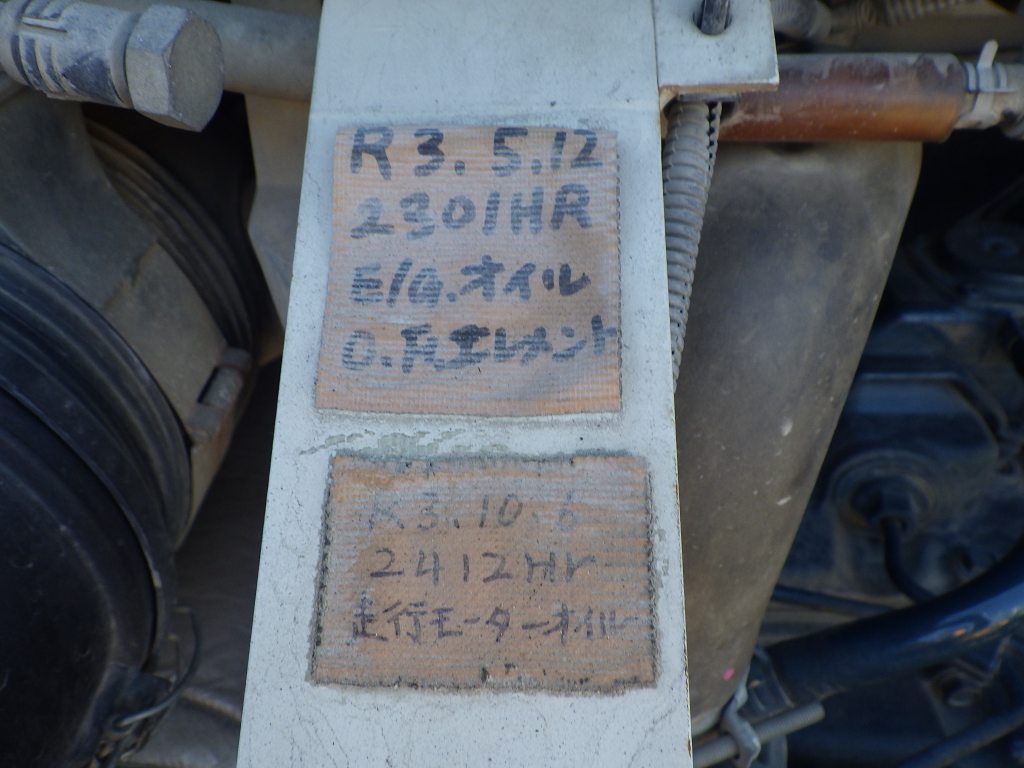 R3.5.12
2301HR
E/G.オイル
O.Rエレメント
R3.10.6
2412Hr
走行モーターオイル